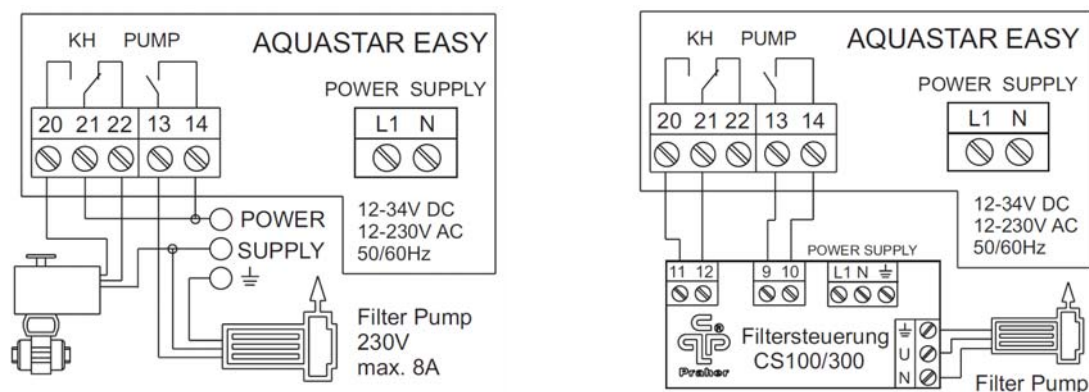 KH PUMP
AQUASTAR EASY
POWER SUPPLY
20 21 22 13 14
L1 N
POWER
SUPPLY
12-34V DC
12-230V AC
50/60Hz
Filter Pump
230V
max. 8A
KH PUMP
AQUASTAR EASY
POWER SUPPLY
20 21 22 13 14
L1 N
12-34V DC
12-230V AC
50/60Hz
POWER SUPPLY
11 12 9 10 L1 N
®
Praher
Filtersteuerung
CS100/300
U
N
Filter Pump